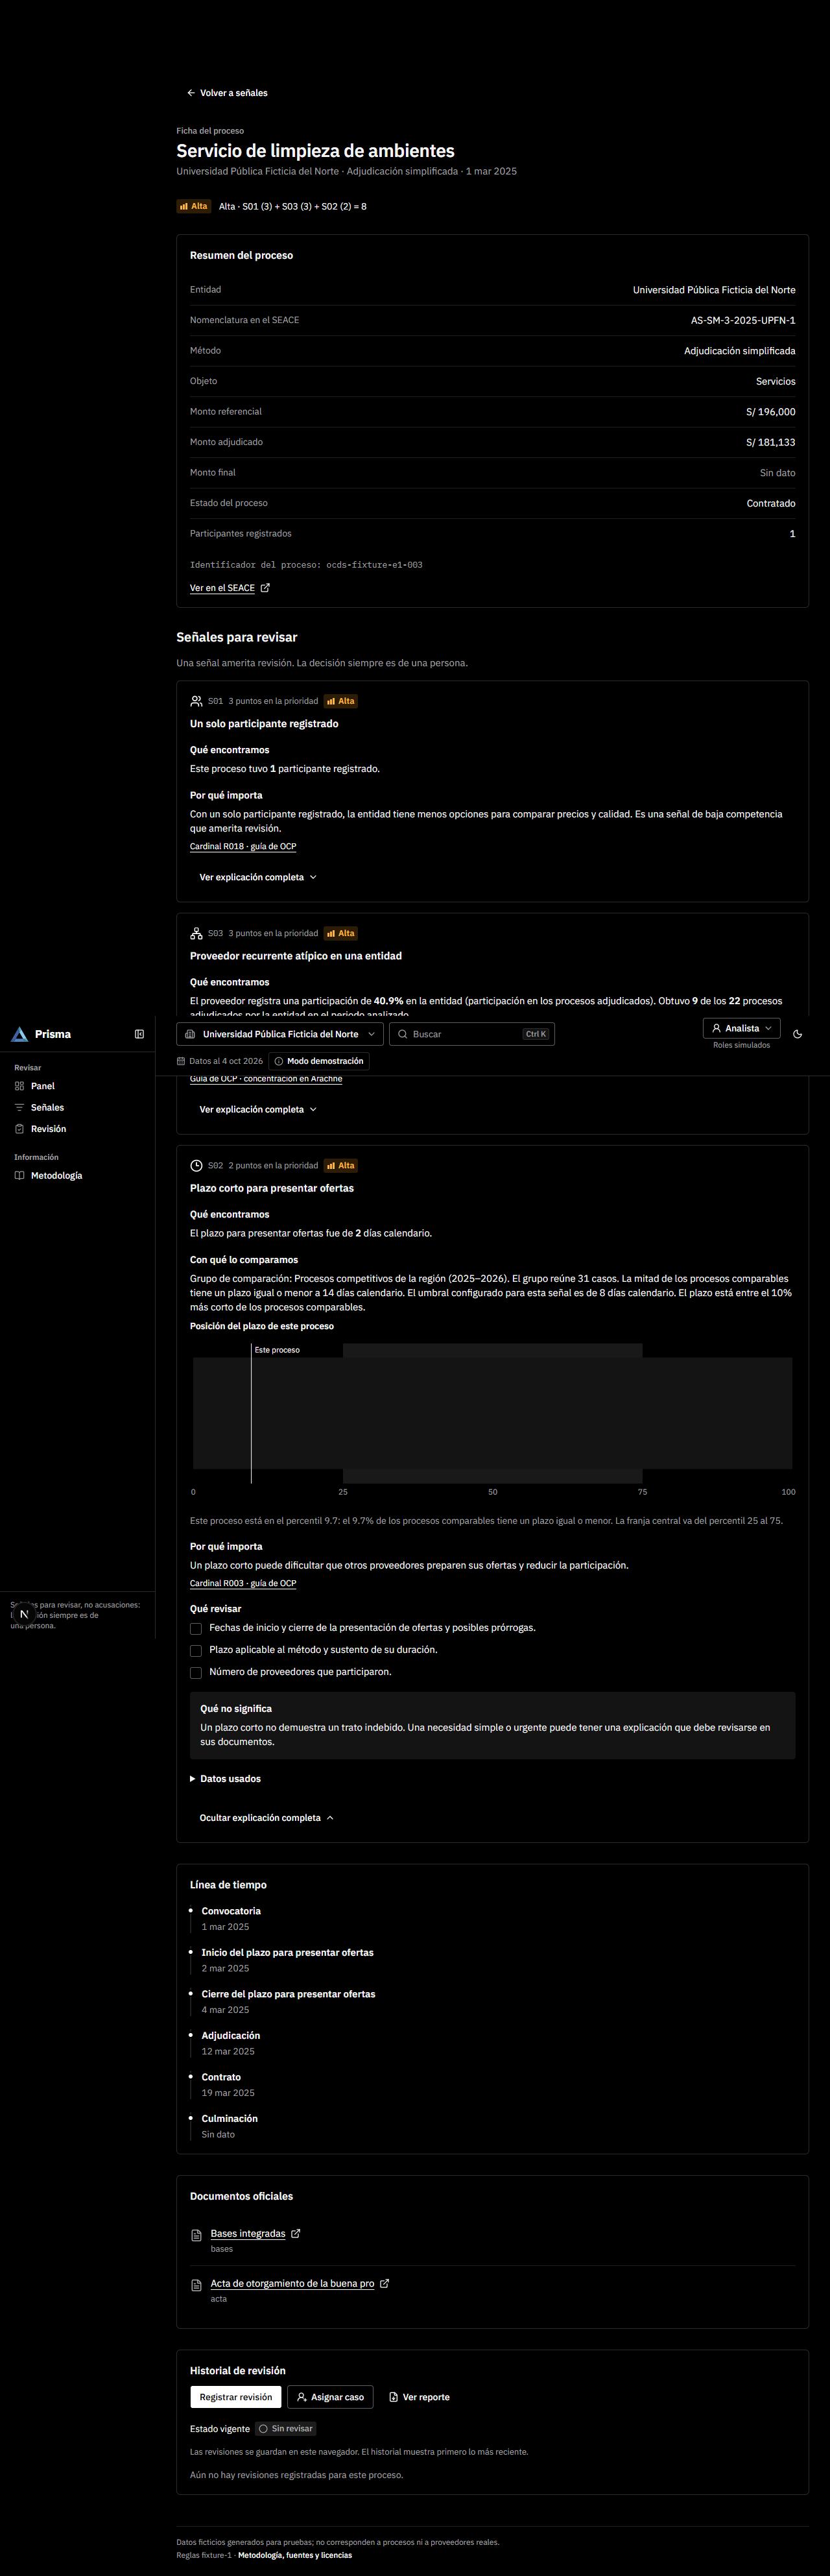 Volver a señales
Ficha del proceso
Servicio de limpieza de ambientes
Universidad Pública Ficticia del Norte · Adjudicación simplificada · 1 mar 2025
Alta Alta · S01 (3) + S03 (3) + S02 (2) = 8
Resumen del proceso
Entidad Universidad Pública Ficticia del Norte
Nomenclatura en el SEACE AS-SM-3-2025-UPFN-1
Método Adjudicación simplificada
Objeto Servicios
Monto referencial S/ 196,000
Monto adjudicado S/ 181,133
Monto final Sin dato
Estado del proceso Contratado
Participantes registrados 1
Identificador del proceso: ocds-fixture-e1-003
Ver en el SEACE
Señales para revisar
Una señal amerita revisión. La decisión siempre es de una persona.
S01 3 puntos en la prioridad Alta
Un solo participante registrado
Qué encontramos
Este proceso tuvo 1 participante registrado.
Por qué importa
Con un solo participante registrado, la entidad tiene menos opciones para comparar precios y calidad. Es una señal de baja competencia
que amerita revisión.
Cardinal R018 · guía de OCP
Ver explicación completa
S03 3 puntos en la prioridad Alta
Proveedor recurrente atípico en una entidad
Qué encontramos
El proveedor registra una participación de 40.9% en la entidad (participación en los procesos adjudicados). Obtuvo 9 de los 22 procesos
adjudicados por la entidad en el periodo analizado.
Prisma
Universidad Pública Ficticia del Norte
Buscar Ctrl K
Analista
Roles simulados
Datos al 4 oct 2026
Modo demostración
Revisar
Panel
Señales
Revisión
Información
Metodología
Guía de OCP · concentración en Arachne
Ver explicación completa
S02 2 puntos en la prioridad Alta
Plazo corto para presentar ofertas
Qué encontramos
El plazo para presentar ofertas fue de 2 días calendario.
Con qué lo comparamos
Grupo de comparación: Procesos competitivos de la región (2025–2026). El grupo reúne 31 casos. La mitad de los procesos comparables
tiene un plazo igual o menor a 14 días calendario. El umbral configurado para esta señal es de 8 días calendario. El plazo está entre el 10%
más corto de los procesos comparables.
Posición del plazo de este proceso
Este proceso
0 25 50 75 100
Este proceso está en el percentil 9.7: el 9.7% de los procesos comparables tiene un plazo igual o menor. La franja central va del percentil 25 al 75.
Por qué importa
Un plazo corto puede dificultar que otros proveedores preparen sus ofertas y reducir la participación.
Cardinal R003 · guía de OCP
Qué revisar
Fechas de inicio y cierre de la presentación de ofertas y posibles prórrogas.
Plazo aplicable al método y sustento de su duración.
Número de proveedores que participaron.
para revisar, no acusaciones:
siempre es de
persona.
N
Qué no significa
Un plazo corto no demuestra un trato indebido. Una necesidad simple o urgente puede tener una explicación que debe revisarse en
sus documentos.
Datos usados
Ocultar explicación completa
Línea de tiempo
Convocatoria
1 mar 2025
Inicio del plazo para presentar ofertas
2 mar 2025
Cierre del plazo para presentar ofertas
4 mar 2025
Adjudicación
12 mar 2025
Contrato
19 mar 2025
Culminación
Sin dato
Documentos oficiales
Bases integradas
bases
Acta de otorgamiento de la buena pro
acta
Historial de revisión
Registrar revisión
Asignar caso
Ver reporte
Estado vigente Sin revisar
Las revisiones se guardan en este navegador. El historial muestra primero lo más reciente.
Aún no hay revisiones registradas para este proceso.
Datos ficticios generados para pruebas; no corresponden a procesos ni a proveedores reales.
Reglas fixture-1 · Metodología, fuentes y licencias